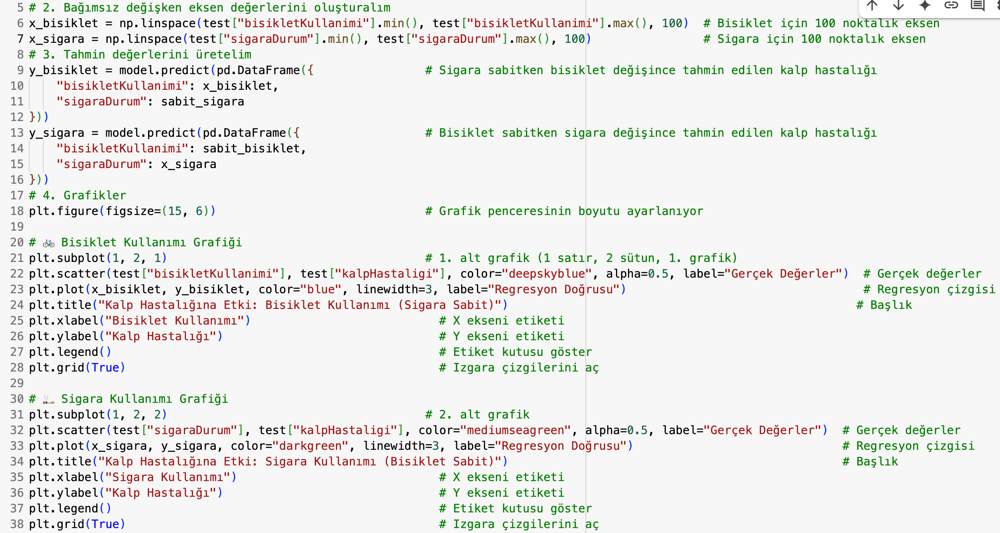 5 # 2. Bağımsız değişken eksen değerlerini oluşturalım
6 x_bisiklet = np.linspace(test["bisikletKullanimi"].min(), test["bisikletKullanimi"].max(), 100)  # Bisiklet için 100 noktalık eksen
7 x_sigara = np.linspace(test["sigaraDurum"].min(), test["sigaraDurum"].max(), 100)                # Sigara için 100 noktalık eksen
8 # 3. Tahmin değerlerini üretelim
9 y_bisiklet = model.predict(pd.DataFrame({                # Sigara sabitken bisiklet değişince tahmin edilen kalp hastalığı
10     "bisikletKullanimi": x_bisiklet,
11     "sigaraDurum": sabit_sigara
12 }))
13 y_sigara = model.predict(pd.DataFrame({                  # Bisiklet sabitken sigara değişince tahmin edilen kalp hastalığı
14     "bisikletKullanimi": sabit_bisiklet,
15     "sigaraDurum": x_sigara
16 }))
17 # 4. Grafikler
18 plt.figure(figsize=(15, 6))                              # Grafik penceresinin boyutu ayarlanıyor
19
20 # 🚲 Bisiklet Kullanımı Grafiği
21 plt.subplot(1, 2, 1)                                     # 1. alt grafik (1 satır, 2 sütun, 1. grafik)
22 plt.scatter(test["bisikletKullanimi"], test["kalpHastaligi"], color="deepskyblue", alpha=0.5, label="Gerçek Değerler")  # Gerçek değerler
23 plt.plot(x_bisiklet, y_bisiklet, color="blue", linewidth=3, label="Regresyon Doğrusu")                                  # Regresyon çizgisi
24 plt.title("Kalp Hastalığına Etki: Bisiklet Kullanımı (Sigara Sabit)")                                                  # Başlık
25 plt.xlabel("Bisiklet Kullanımı")                           # X ekseni etiketi
26 plt.ylabel("Kalp Hastalığı")                               # Y ekseni etiketi
27 plt.legend()                                               # Etiket kutusu göster
28 plt.grid(True)                                             # Izgara çizgilerini aç
29
30 # 🚬 Sigara Kullanımı Grafiği
31 plt.subplot(1, 2, 2)                                     # 2. alt grafik
32 plt.scatter(test["sigaraDurum"], test["kalpHastaligi"], color="mediumseagreen", alpha=0.5, label="Gerçek Değerler")  # Gerçek değerler
33 plt.plot(x_sigara, y_sigara, color="darkgreen", linewidth=3, label="Regresyon Doğrusu")                              # Regresyon çizgisi
34 plt.title("Kalp Hastalığına Etki: Sigara Kullanımı (Bisiklet Sabit)")                                                # Başlık
35 plt.xlabel("Sigara Kullanımı")                             # X ekseni etiketi
36 plt.ylabel("Kalp Hastalığı")                               # Y ekseni etiketi
37 plt.legend()                                               # Etiket kutusu göster
38 plt.grid(True)                                             # Izgara çizgilerini aç